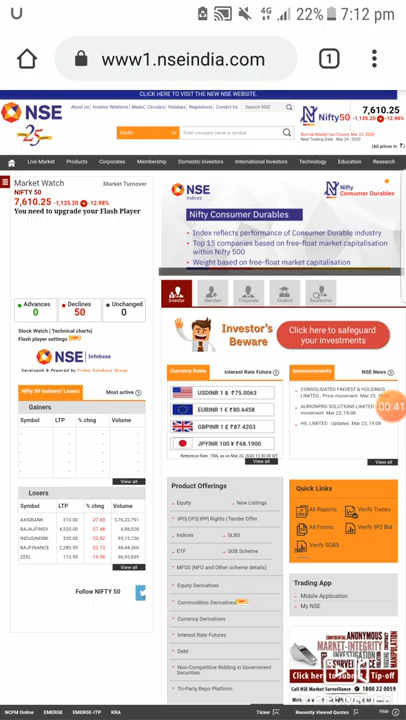 22% 7:12 pm
4G
www1.nseindia.com
1
CLICK HERE TO VISIT THE NEW NSE WEBSITE.
About Us | Investor Relations | Media | Circulars | Holidays | Regulations | Contact Us
Search NSE
NSE
25
Equity
Enter company name or symbol
Nifty50
7,610.25
-1,135.20 -12.98%
Normal Market has Closed. Mar 23, 2020
Next Trading Date: Mar 24, 2020
(All prices in
Live Market Products Corporates Membership Domestic Investors International Investors Technology Education Research
Market Watch
Market Turnover
NIFTY 50
7,610.25 -1,135.20 -12.98%
You need to upgrade your Flash Player
Advances
0
Declines
50
Unchanged
0
Stock Watch | Technical charts|
Flash player settings
NSE Infobase
Developed & Powered by Prime Database Group
Nifty 50 Gainers/ Losers
Most active
Gainers
Symbol LTP % chng Volume
View all
Losers
Symbol LTP % chng Volume
AXISBANK 310.00 -27.60 3,76,22,791
BAJAJFINSV 4,520.00 -27.48 6,88,028
INDUSINDBK 335.00 -23.92 99,15,736
BAJFINANCE 2,280.95 -22.73 48,44,366
ZEEL 115.95 -19.98 96,93,699
View all
Follow NIFTY 50
NSE
Indices
Nifty
Consumer Durables
Nifty Consumer Durables
Index reflects performance of Consumer Durable industry
Top 15 companies based on free-float market capitalisation
within Nifty 500
Weight based on free-float market capitalisation
Investor
Member
Corporate
Student
Researcher
Investor's
Beware
Click here to safeguard
your investments
Currency Rates
Interest Rate Future
USDINR 1 $ ₹75.0063
EURINR 1 € ₹80.6458
GBPINR 1 £ ₹87.4203
JPYINR 100 ¥ ₹68.1900
View all
Announcements
NSE News
CONSOLIDATED FINVEST & HOLDINGS
LIMITED : Price movement Mar 23,
AURIONPRO SOLUTIONS LIMITED
movement Mar 23, 19:08
HIL LIMITED : Updates Mar 23, 19:08
View all
00:41
Product Offerings
Equity
New Listings
IPO| OFS| IPP| Rights | Tender Offer
Indices
SLBS
ETF
SGB Scheme
MFSS (NFO and Other scheme details)
Equity Derivatives
Commodities Derivatives
Currency Derivatives
Interest Rate Futures
Debt
Non-Competitive Bidding in Government
Securities
Tri-Party Repo Platform
Quick Links
All Reports
Verify Trades
All Forms
Verify IPO Bid
Verify SGBS
Trading App
Mobile Application
My NSE
CONFIDENTIAL ANONYMOUS
MARKET-INTEGRITY
INVESTIGATION
SURVEILLANCE
MANIPULATION
Click here to Submit a Tip-off
Call NSE Market Surveillance 1800 22 0059
NCFM Online EMERGE EMERGE-ITP KRA
Ticker
Recently Viewed Quotes
Help